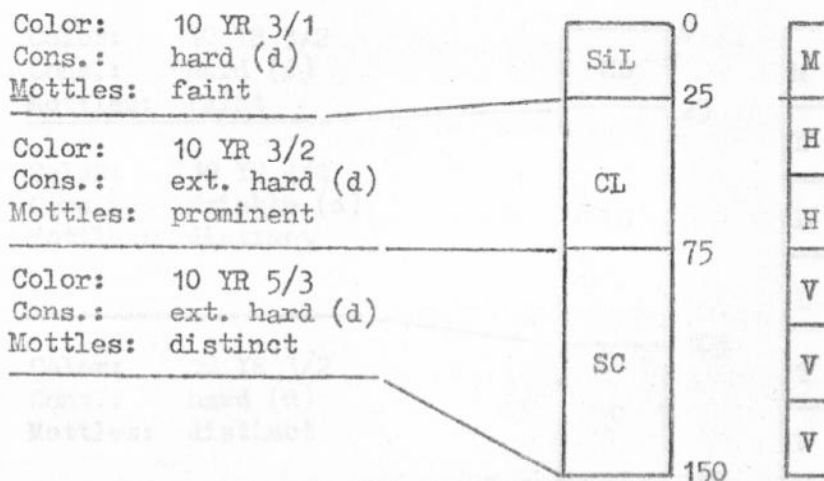 Color: 10 YR 3/1
Cons.: hard (d)
Mottles: faint
Color: 10 YR 3/2
Cons.: ext. hard (d)
Mottles: prominent
Color: 10 YR 5/3
Cons.: ext. hard (d)
Mottles: distinct
0
SiL
25
CL
75
SC
150
M
H
H
V
V
V